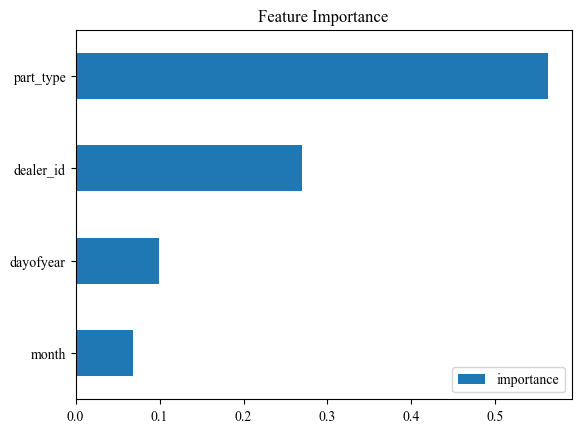 Feature Importance
part_type
dealer_id
dayofyear
month
importance
0.0 0.1 0.2 0.3 0.4 0.5